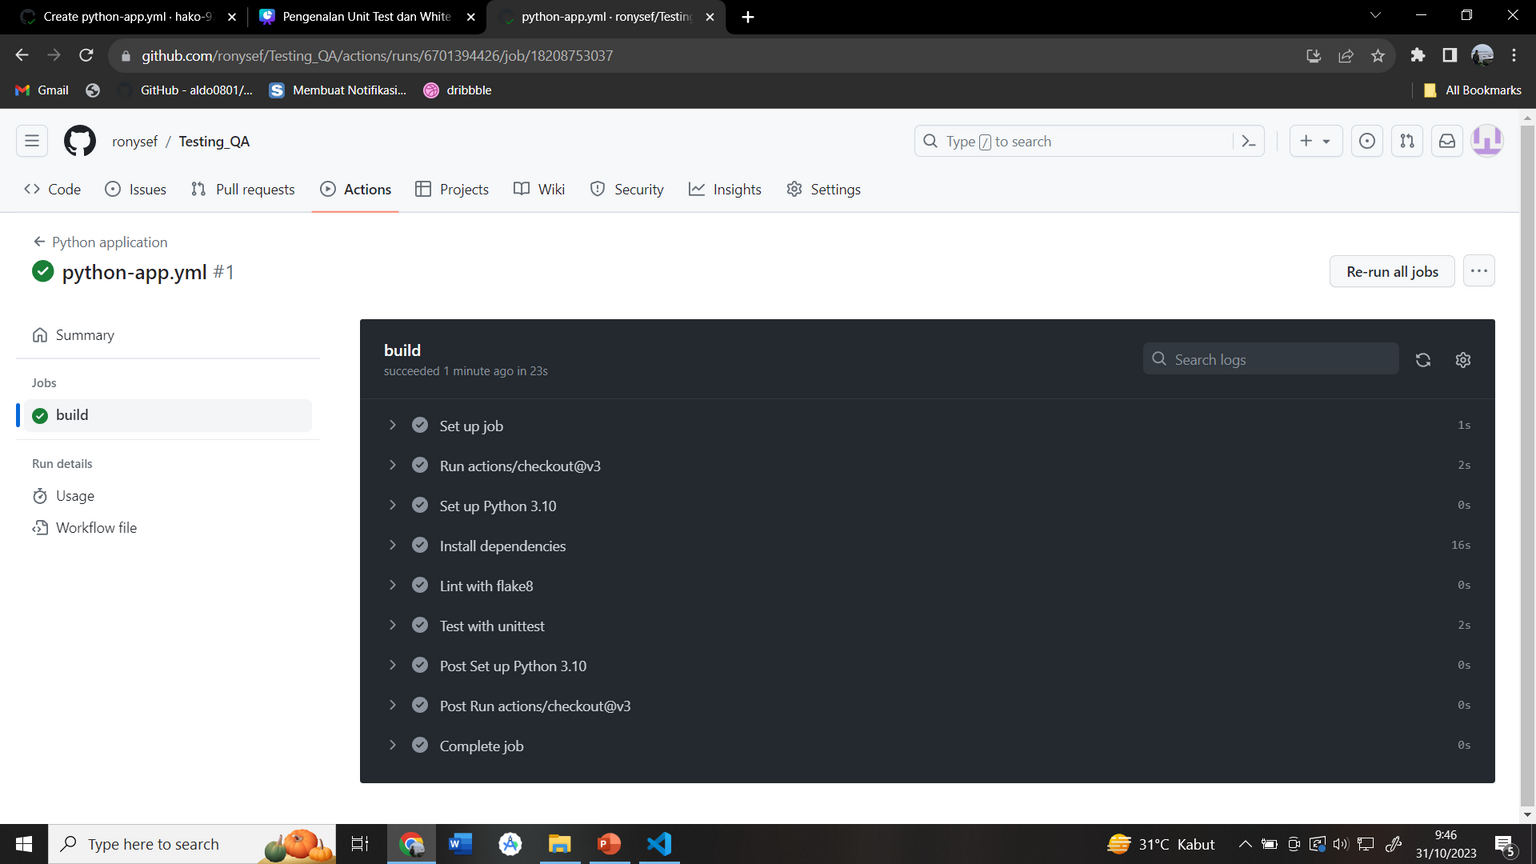 Create python-app.yml · hako-97
Pengenalan Unit Test dan White
python-app.yml · ronysef/Testing
github.com/ronysef/Testing_QA/actions/runs/6701394426/job/18208753037
Gmail
GitHub - aldo0801/...
Membuat Notifikasi...
dribbble
All Bookmarks
ronysef / Testing_QA
Type / to search
Code
Issues
Pull requests
Actions
Projects
Wiki
Security
Insights
Settings
Python application
python-app.yml #1
Re-run all jobs
Summary
Jobs
build
Run details
Usage
Workflow file
build
succeeded 1 minute ago in 23s
Search logs
Set up job 1s
Run actions/checkout@v3 2s
Set up Python 3.10 0s
Install dependencies 16s
Lint with flake8 0s
Test with unittest 2s
Post Set up Python 3.10 0s
Post Run actions/checkout@v3 0s
Complete job 0s
Type here to search
31°C Kabut
9:46
31/10/2023
5